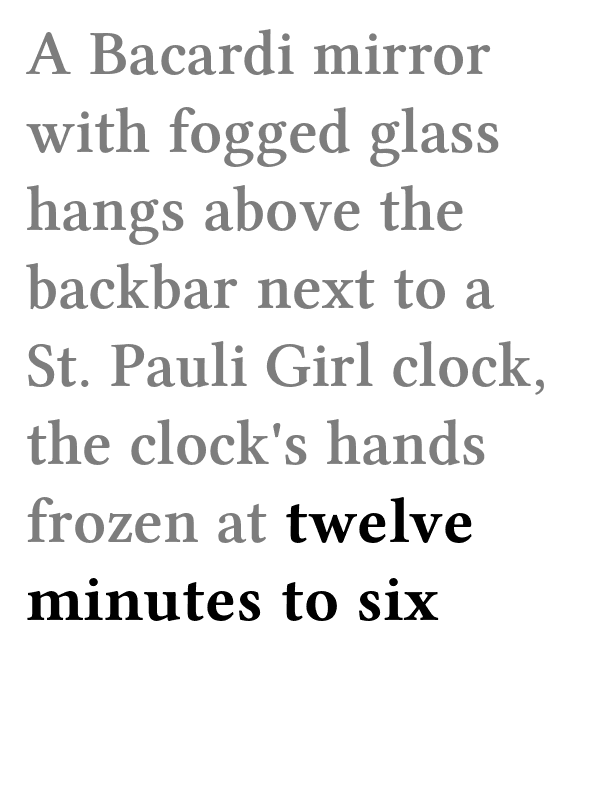 A Bacardi mirror
with fogged glass
hangs above the
backbar next to a
St. Pauli Girl clock,
the clock's hands
frozen at twelve
minutes to six